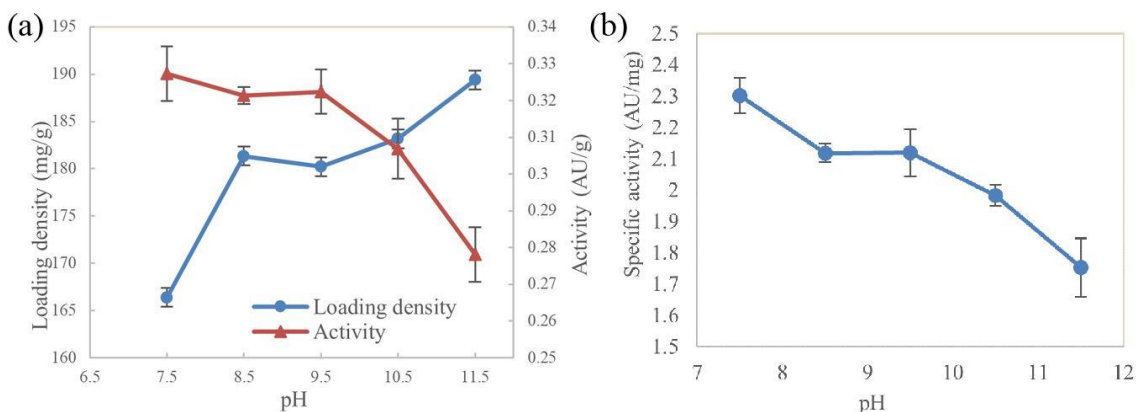 (a)
195
190
185
180
175
170
165
160
Loading density (mg/g)
0.34
0.33
0.32
0.31
0.3
0.29
0.28
0.27
0.26
0.25
Activity (AU/g)
Loading density
Activity
6.5 7.5 8.5 9.5 10.5 11.5
pH
(b)
2.5
2.4
2.3
2.2
2.1
2
1.9
1.8
1.7
1.6
1.5
Specific activity (AU/mg)
7 8 9 10 11 12
pH